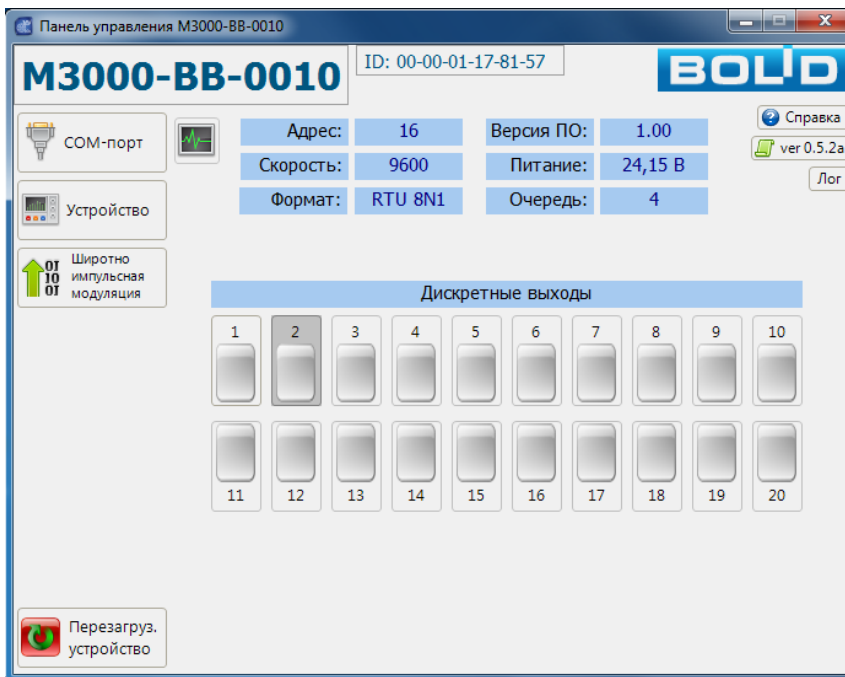 Панель управления М3000-ВВ-0010
М3000-ВВ-0010
ID: 00-00-01-17-81-57
BOLID
COM-порт
Адрес: 16 Версия ПО: 1.00
Справка
Скорость: 9600 Питание: 24,15 В
ver 0.5.2a
Формат: RTU 8N1 Очередь: 4
Лог
Устройство
Широтно
импульсная
модуляция
01
10
01
Дискретные выходы
1 2 3 4 5 6 7 8 9 10
11 12 13 14 15 16 17 18 19 20
Перезагруз.
устройство